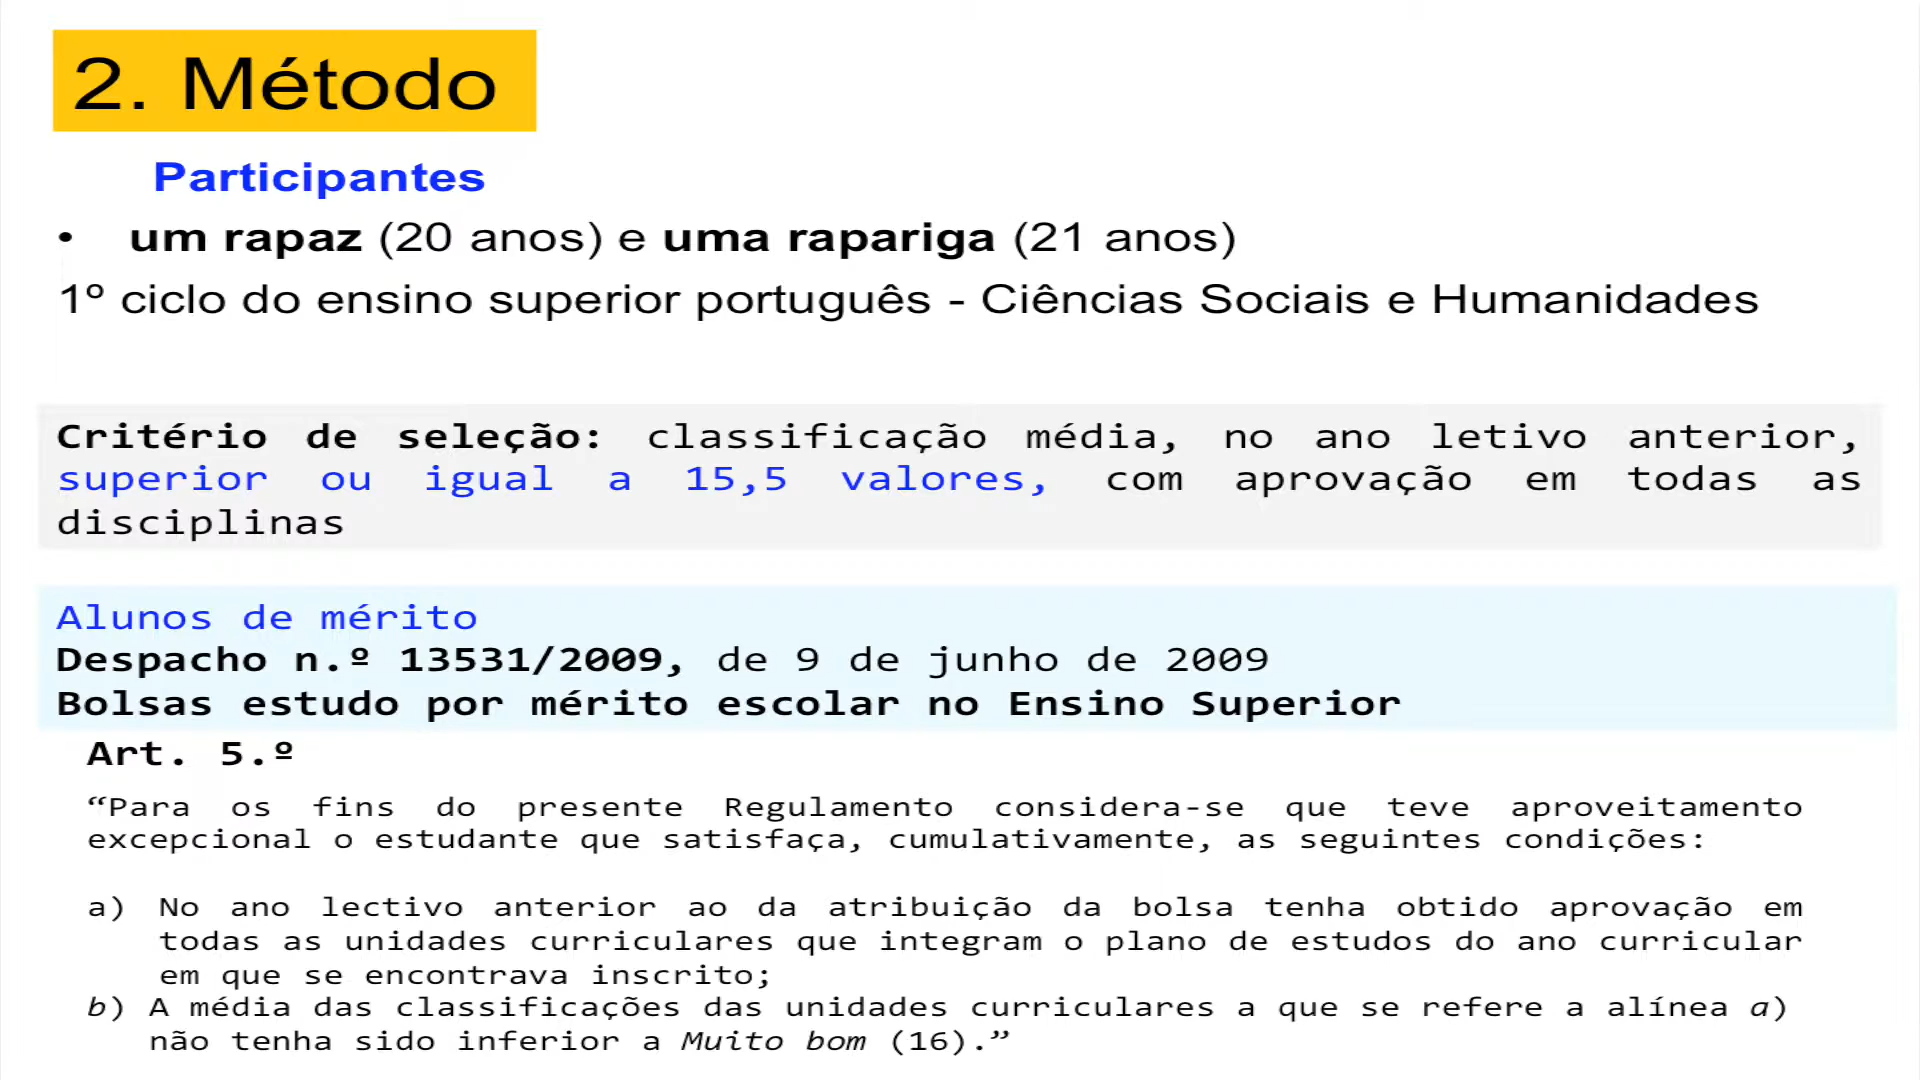 2. Método
Participantes
• um rapaz (20 anos) e uma rapariga (21 anos)
1º ciclo do ensino superior português - Ciências Sociais e Humanidades
Critério de seleção: classificação média, no ano letivo anterior,
superior ou igual a 15,5 valores, com aprovação em todas as
disciplinas
Alunos de mérito
Despacho n.º 13531/2009, de 9 de junho de 2009
Bolsas estudo por mérito escolar no Ensino Superior
Art. 5.º
“Para os fins do presente Regulamento considera-se que teve aproveitamento
excepcional o estudante que satisfaça, cumulativamente, as seguintes condições:
a) No ano lectivo anterior ao da atribuição da bolsa tenha obtido aprovação em
todas as unidades curriculares que integram o plano de estudos do ano curricular
em que se encontrava inscrito;
b) A média das classificações das unidades curriculares a que se refere a alínea a)
não tenha sido inferior a Muito bom (16).”